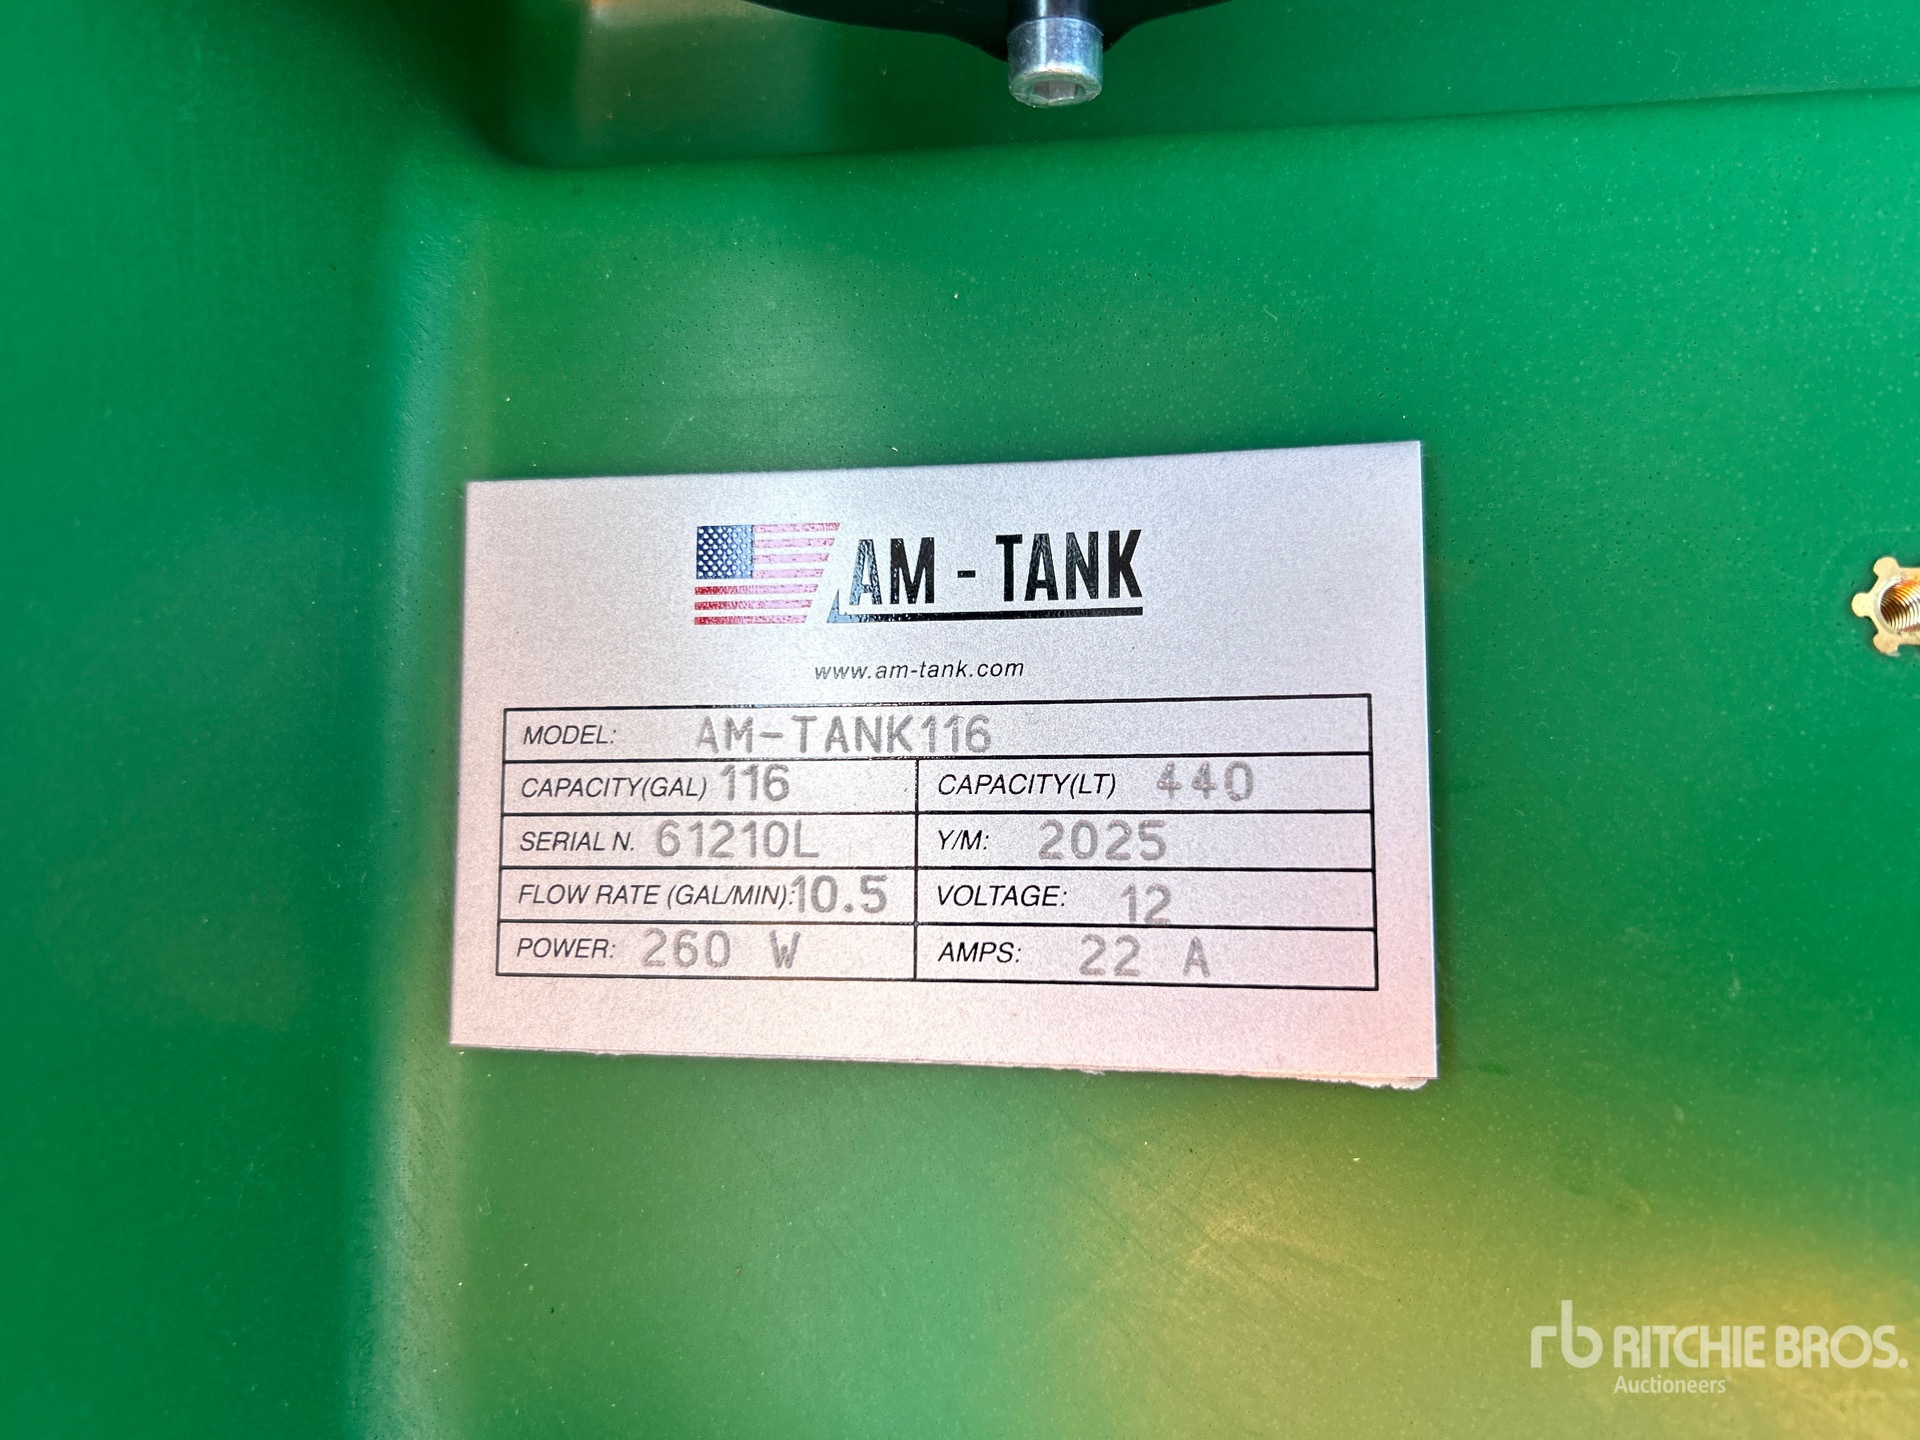 AM - TANK
www.am-tank.com
MODEL: AM-TANK116
CAPACITY(GAL) 116 CAPACITY(LT) 440
SERIAL N. 61210L Y/M: 2025
FLOW RATE (GAL/MIN): 10.5 VOLTAGE: 12
POWER: 260 W AMPS: 22 A
rb RITCHIE BROS.
Auctioneers